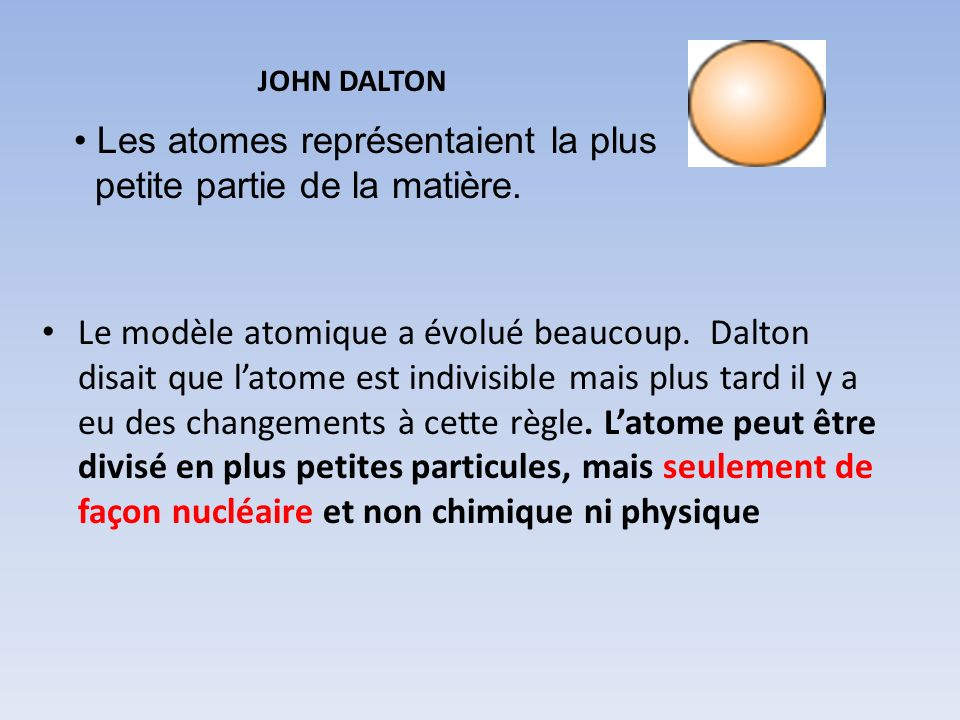 JOHN DALTON
• Les atomes représentaient la plus
petite partie de la matière.
• Le modèle atomique a évolué beaucoup.  Dalton
disait que l’atome est indivisible mais plus tard il y a
eu des changements à cette règle. L’atome peut être
divisé en plus petites particules, mais seulement de
façon nucléaire et non chimique ni physique